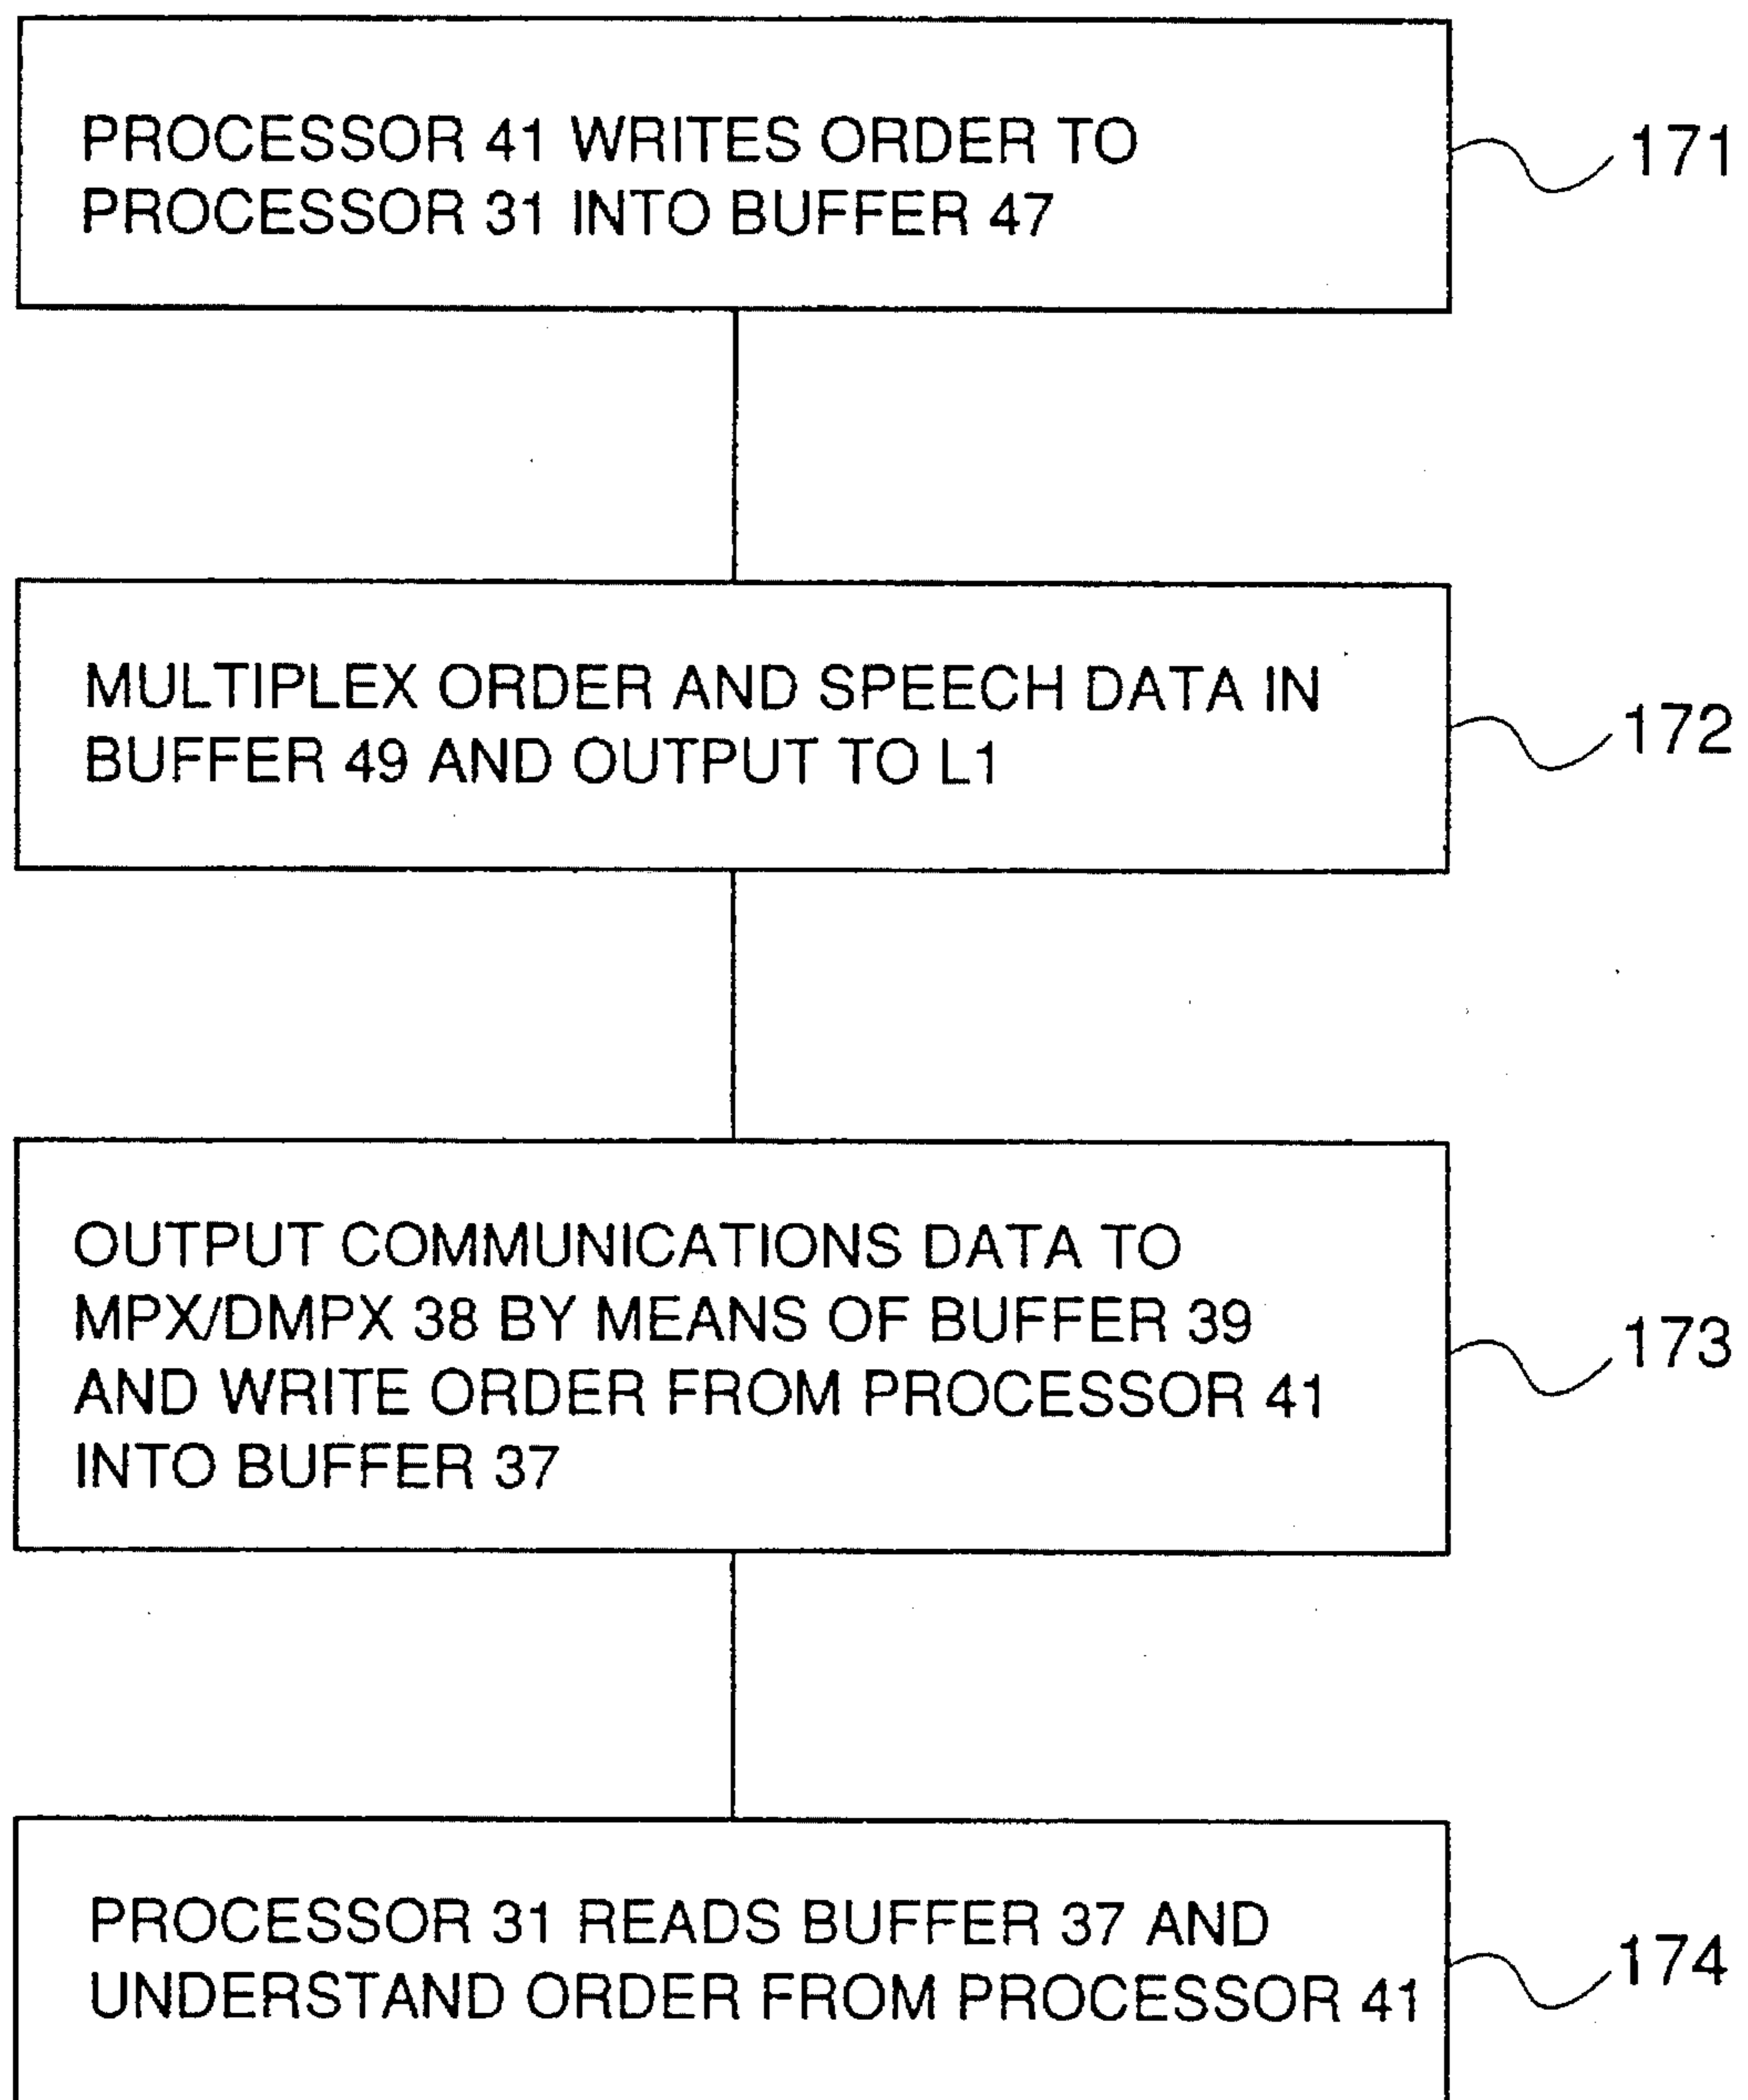 PROCESSOR 41 WRITES ORDER TO
PROCESSOR 31 INTO BUFFER 47
171
MULTIPLEX ORDER AND SPEECH DATA IN
BUFFER 49 AND OUTPUT TO L1
172
OUTPUT COMMUNICATIONS DATA TO
MPX/DMPX 38 BY MEANS OF BUFFER 39
AND WRITE ORDER FROM PROCESSOR 41
INTO BUFFER 37
173
PROCESSOR 31 READS BUFFER 37 AND
UNDERSTAND ORDER FROM PROCESSOR 41
174